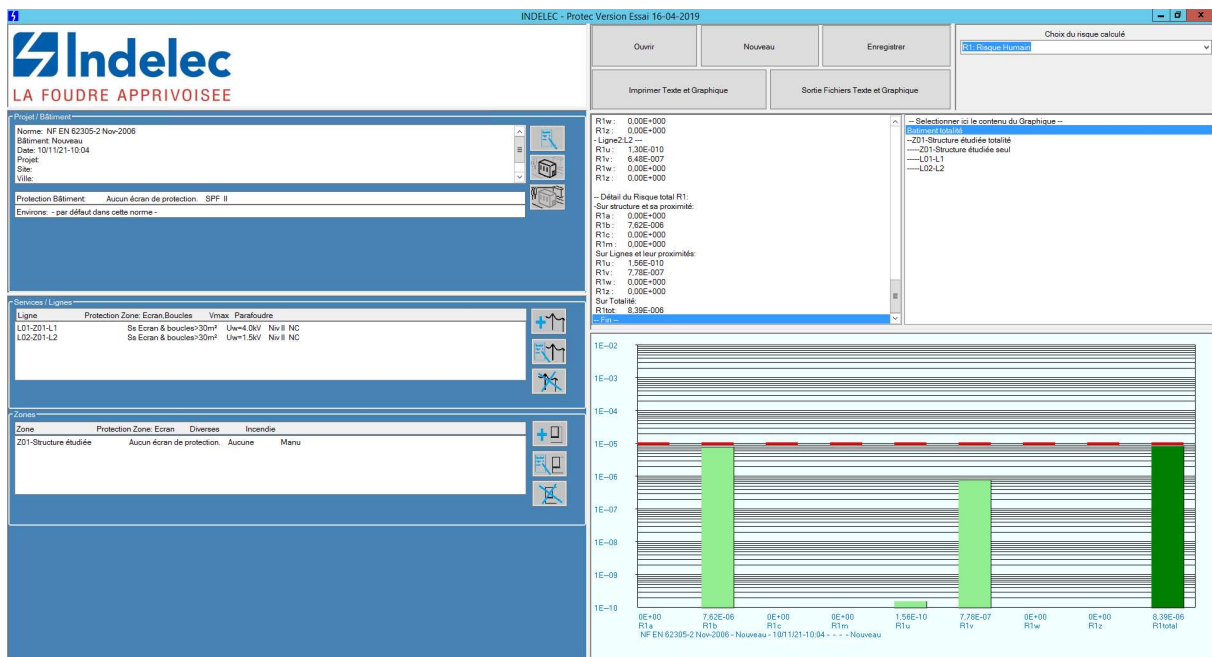 INDELEC - Protec Version Essai 16-04-2019
Indelec
LA FOUDRE APPRIVOISEE
Ouvrir
Nouveau
Enregistrer
Imprimer Texte et Graphique
Sortie Fichiers Texte et Graphique
Choix du risque calculé
R1: Risque Humain
Projet / Bâtiment
Norme: NF EN 62305-2 Nov-2006
Bâtiment: Nouveau
Date: 10/11/21-10:04
Projet:
Site:
Ville:
Protection Bâtiment: Aucun écran de protection. SPF II
Environs: - par défaut dans cette norme -
Services / Lignes
Ligne Protection Zone: Ecran,Boucles Vmax Parafoudre
L01-Z01-L1 Ss Ecran & boucles>30m² Uw=4.0kV Niv II NC
L02-Z01-L2 Ss Ecran & boucles>30m² Uw=1.5kV Niv II NC
Zones
Zone Protection Zone: Ecran Diverses Incendie
Z01-Structure étudiée Aucun écran de protection. Aucune Manu
R1w : 0,00E+000
R1z : 0,00E+000
- Ligne2:L2 ---
R1u : 1,30E-010
R1v: 6,48E-007
R1w : 0,00E+000
R1z : 0,00E+000
-- Détail du Risque total R1:
-Sur structure et sa proximité:
R1a : 0,00E+000
R1b : 7,62E-006
R1c : 0,00E+000
R1m : 0,00E+000
Sur Lignes et leur proximités:
R1u : 1,56E-010
R1v: 7,78E-007
R1w : 0,00E+000
R1z : 0,00E+000
Sur Totalité:
R1tot: 8,39E-006
-- Fin --
-- Selectionner ici le contenu du Graphique --
Batiment totalité
--Z01-Structure étudiée totalité
-----Z01-Structure étudiée seul
-----L01-L1
-----L02-L2
1E-02
1E-03
1E-04
1E-05
1E-06
1E-07
1E-08
1E-09
1E-10
0E+00 7,62E-06 0E+00 0E+00 1,56E-10 7,78E-07 0E+00 0E+00 8,39E-06
R1a R1b R1c R1m R1u R1v R1w R1z R1total
NF EN 62305-2 Nov-2006 - Nouveau - 10/11/21-10:04 - - - - Nouveau